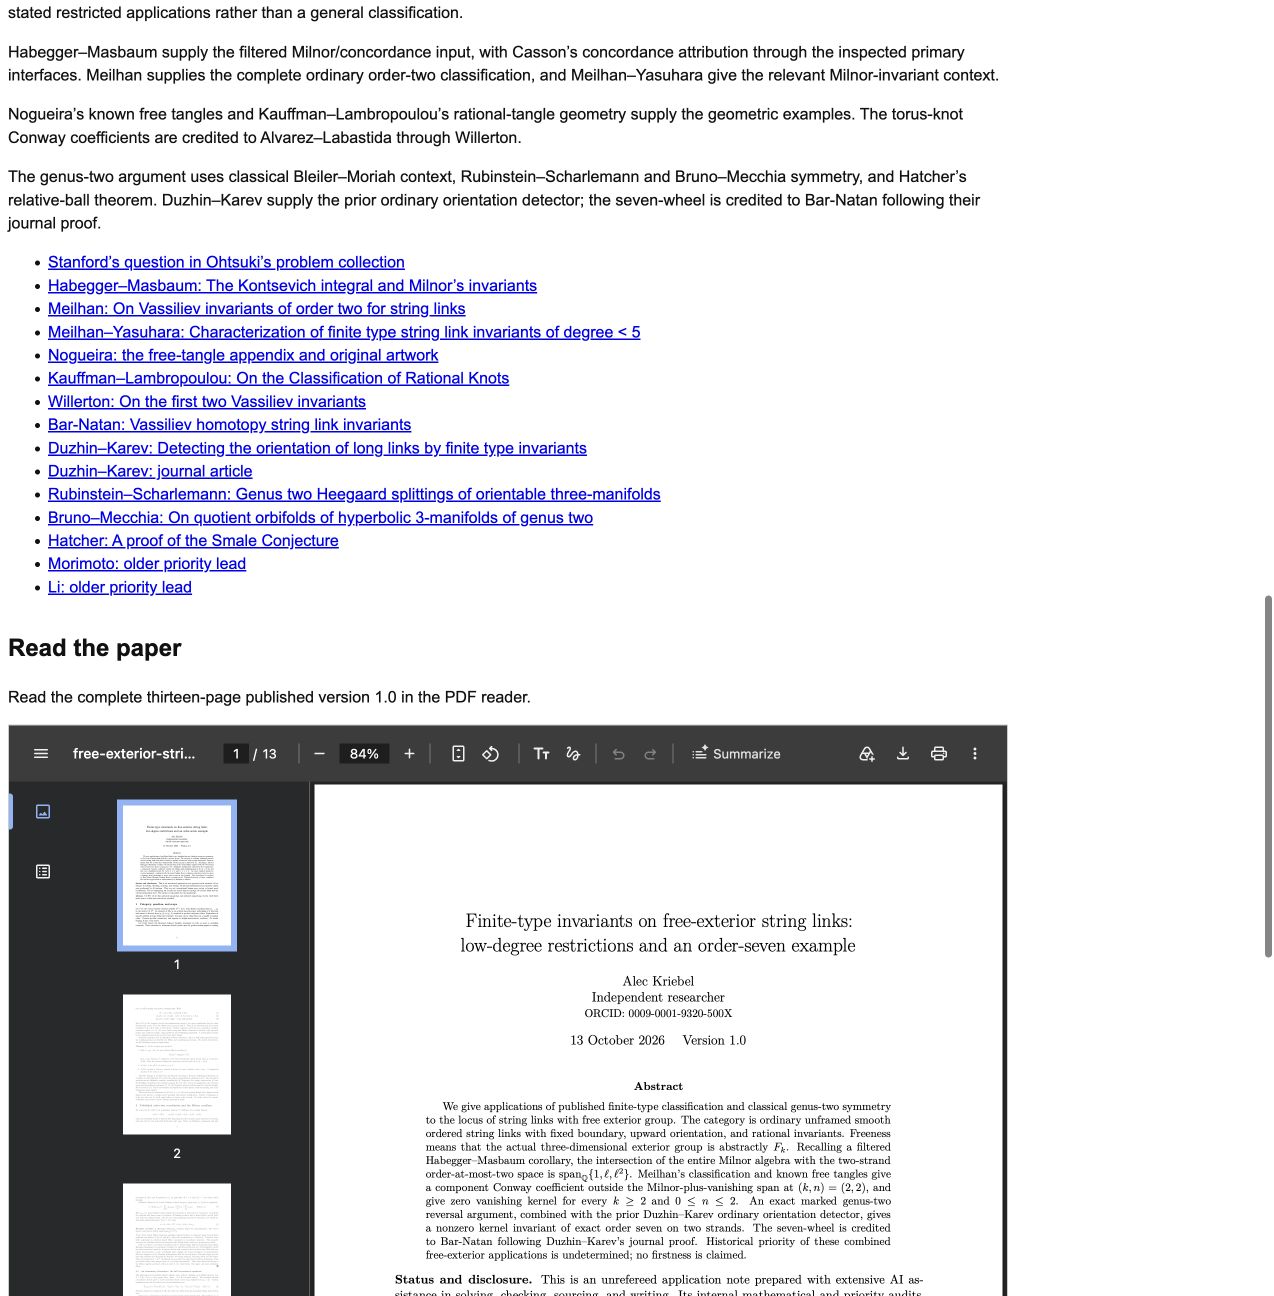 stated restricted applications rather than a general classification.
Habegger–Masbaum supply the filtered Milnor/concordance input, with Casson’s concordance attribution through the inspected primary
interfaces. Meilhan supplies the complete ordinary order-two classification, and Meilhan–Yasuhara give the relevant Milnor-invariant context.
Nogueira’s known free tangles and Kauffman–Lambropoulou’s rational-tangle geometry supply the geometric examples. The torus-knot
Conway coefficients are credited to Alvarez–Labastida through Willerton.
The genus-two argument uses classical Bleiler–Moriah context, Rubinstein–Scharlemann and Bruno–Mecchia symmetry, and Hatcher’s
relative-ball theorem. Duzhin–Karev supply the prior ordinary orientation detector; the seven-wheel is credited to Bar-Natan following their
journal proof.
• Stanford’s question in Ohtsuki’s problem collection
• Habegger–Masbaum: The Kontsevich integral and Milnor’s invariants
• Meilhan: On Vassiliev invariants of order two for string links
• Meilhan–Yasuhara: Characterization of finite type string link invariants of degree < 5
• Nogueira: the free-tangle appendix and original artwork
• Kauffman–Lambropoulou: On the Classification of Rational Knots
• Willerton: On the first two Vassiliev invariants
• Bar-Natan: Vassiliev homotopy string link invariants
• Duzhin–Karev: Detecting the orientation of long links by finite type invariants
• Duzhin–Karev: journal article
• Rubinstein–Scharlemann: Genus two Heegaard splittings of orientable three-manifolds
• Bruno–Mecchia: On quotient orbifolds of hyperbolic 3-manifolds of genus two
• Hatcher: A proof of the Smale Conjecture
• Morimoto: older priority lead
• Li: older priority lead
Read the paper
Read the complete thirteen-page published version 1.0 in the PDF reader.
free-exterior-stri... 1 / 13 − 84% + Summarize
1
2
Finite-type invariants on free-exterior string links:
low-degree restrictions and an order-seven example
Alec Kriebel
Independent researcher
ORCID: 0009-0001-9320-500X
13 October 2026 Version 1.0
Abstract
We give applications of published finite-type classification and classical genus-two symmetry
to the locus of string links with free exterior group. The category is ordinary unframed smooth
ordered string links with fixed boundary, upward orientation, and rational invariants. Freeness
means that the actual three-dimensional exterior group is abstractly Fₖ. Recalling a filtered
Habegger–Masbaum corollary, the intersection of the entire Milnor algebra with the two-strand
order-at-most-two space is span_ℚ{1, ℓ, ℓ²}. Meilhan’s classification and known free tangles give
a component Conway coefficient outside the Milnor-plus-vanishing span at (k, n) = (2, 2), and
give zero vanishing kernel for every k ≥ 2 and 0 ≤ n ≤ 2. An exact marked genus-two
reversal argument, combined with the prior Duzhin–Karev ordinary orientation detector, gives
a nonzero kernel invariant of exact order seven on two strands. The seven-wheel is credited
to Bar-Natan following Duzhin–Karev’s journal proof. Historical priority of these combined
free-exterior applications is undetermined; no firstness is claimed.
Status and disclosure. This is an unrefereed application note prepared with extensive AI as-
sistance in solving, checking, sourcing, and writing. Its internal mathematical and priority audits